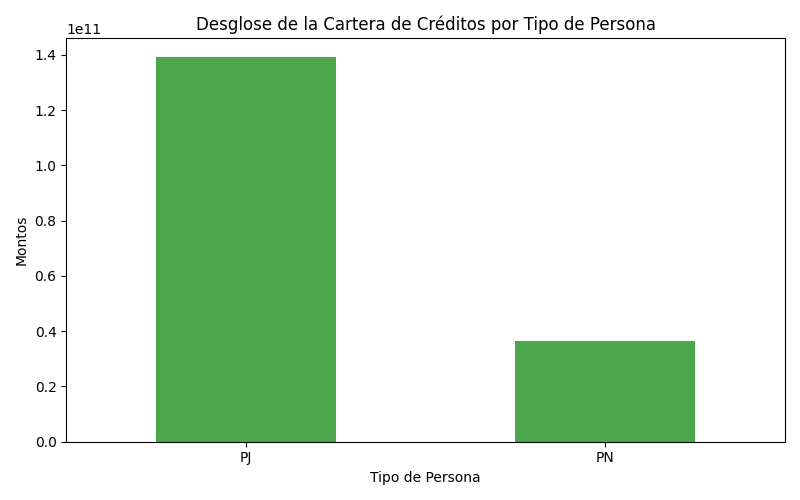 Desglose de la Cartera de Créditos por Tipo de Persona
1e11
1.4
1.2
1.0
0.8
0.6
0.4
0.2
0.0
Montos
PJ
PN
Tipo de Persona